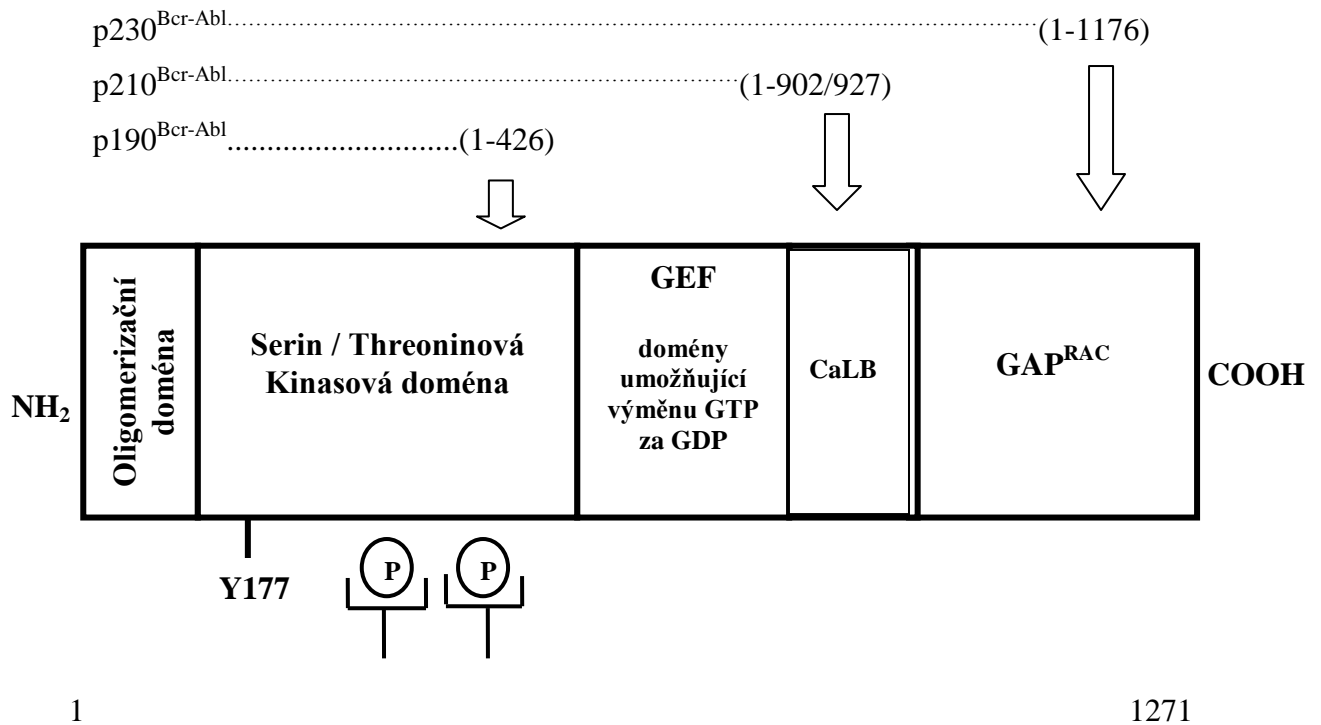 p230Bcr-Abl................................................................................(1-1176)
p210Bcr-Abl..................................................(1-902/927)
p190Bcr-Abl...........................(1-426)
NH2
Oligomerizační
doména
Serin / Threoninová
Kinasová doména
GEF
domény
umožňující
výměnu GTP
za GDP
CaLB
GAPRAC
COOH
Y177
P
P
1
1271